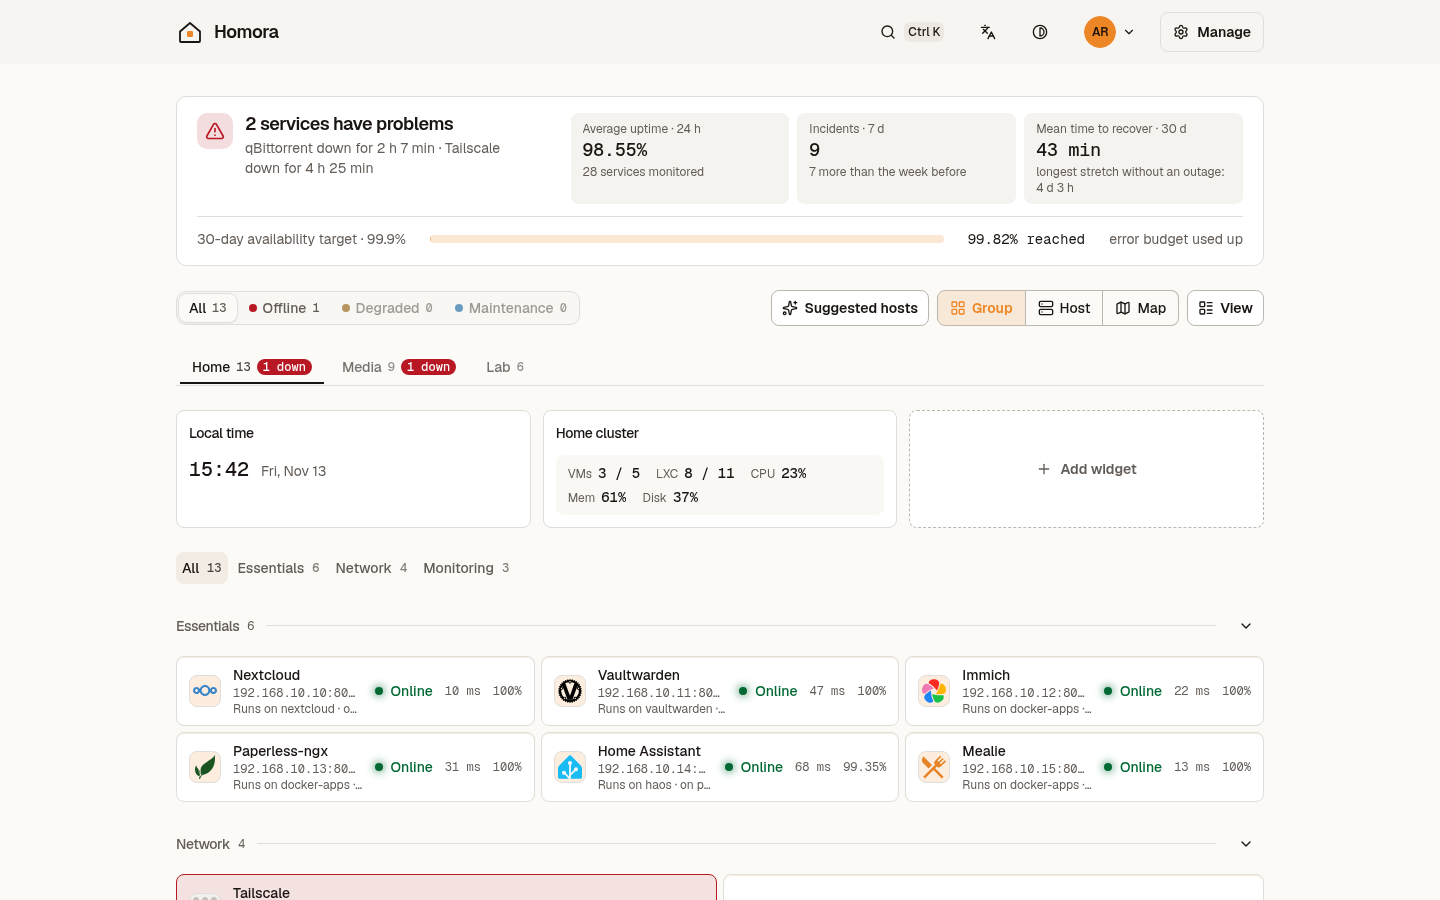 Homora
Ctrl K
AR
Manage
2 services have problems
qBittorrent down for 2 h 7 min · Tailscale
down for 4 h 25 min
Average uptime · 24 h
98.55%
28 services monitored
Incidents · 7 d
9
7 more than the week before
Mean time to recover · 30 d
43 min
longest stretch without an outage:
4 d 3 h
30-day availability target · 99.9%
99.82% reached
error budget used up
All 13
Offline 1
Degraded 0
Maintenance 0
Suggested hosts
Group
Host
Map
View
Home 13 1 down
Media 9 1 down
Lab 6
Local time
15:42 Fri, Nov 13
Home cluster
VMs 3 / 5 LXC 8 / 11 CPU 23%
Mem 61% Disk 37%
Add widget
All 13
Essentials 6
Network 4
Monitoring 3
Essentials 6
Nextcloud
192.168.10.10:80…
Runs on nextcloud · o…
Online 10 ms 100%
Vaultwarden
192.168.10.11:80…
Runs on vaultwarden ·…
Online 47 ms 100%
Immich
192.168.10.12:80…
Runs on docker-apps ·…
Online 22 ms 100%
Paperless-ngx
192.168.10.13:80…
Runs on docker-apps ·…
Online 31 ms 100%
Home Assistant
192.168.10.14:…
Runs on haos · on p…
Online 68 ms 99.35%
Mealie
192.168.10.15:80…
Runs on docker-apps ·…
Online 13 ms 100%
Network 4
Tailscale